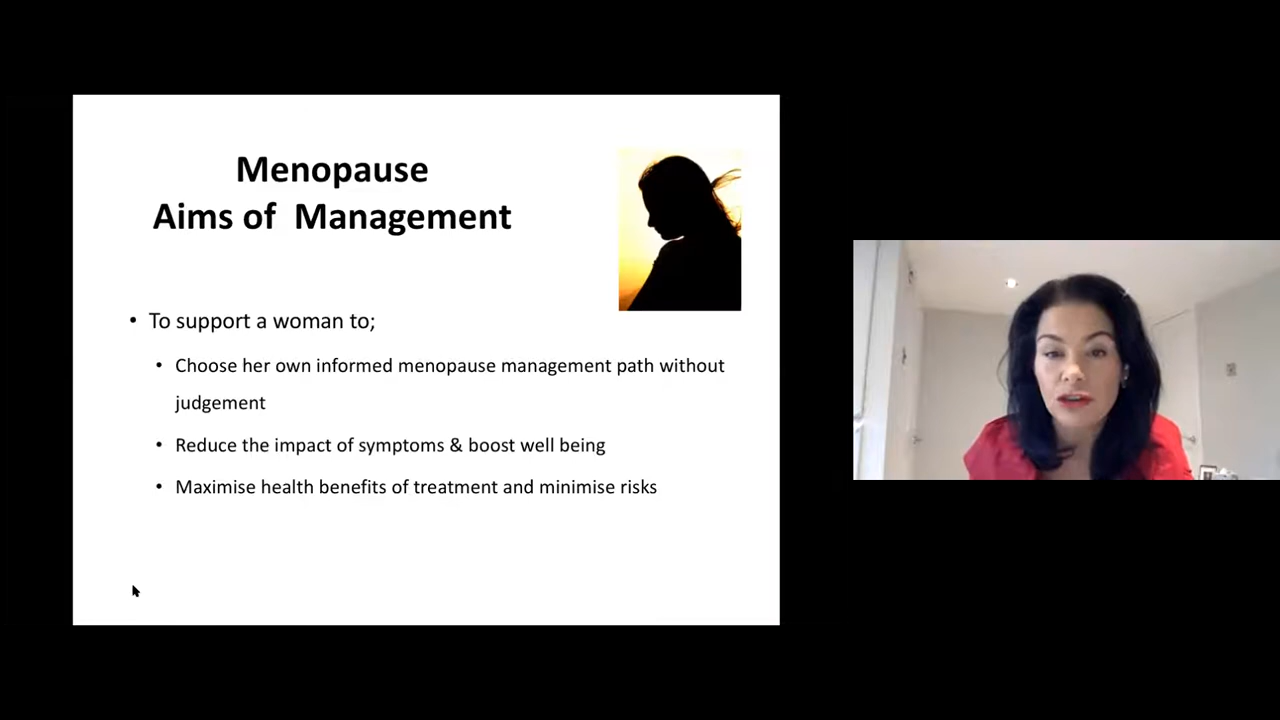 Menopause
Aims of  Management
• To support a woman to;
• Choose her own informed menopause management path without
judgement
• Reduce the impact of symptoms & boost well being
• Maximise health benefits of treatment and minimise risks